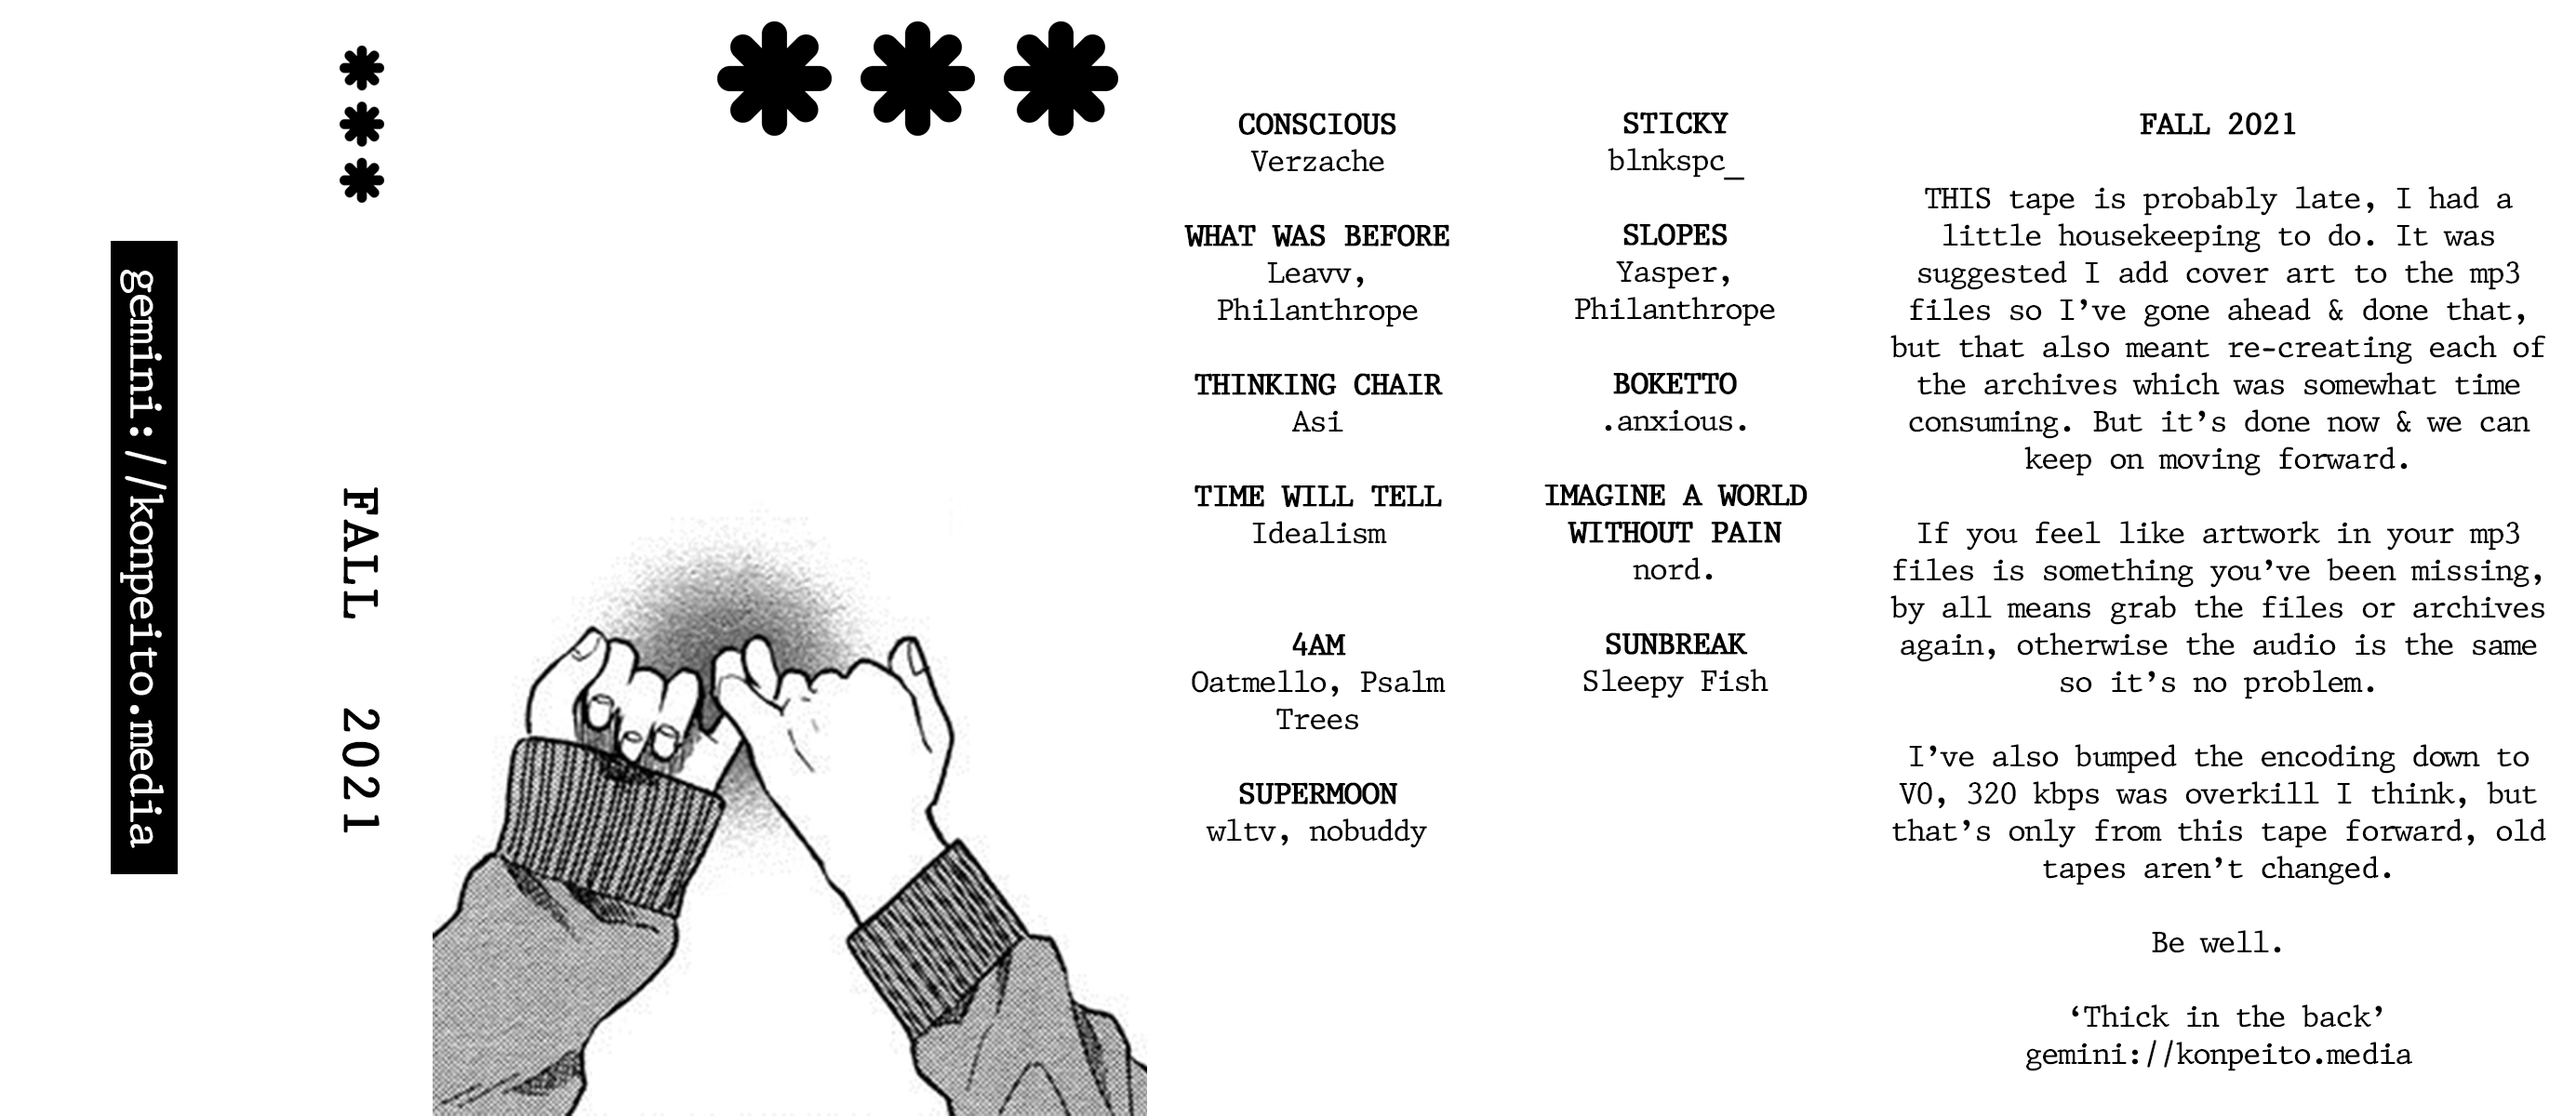 gemini://konpeito.media
FALL 2021
CONSCIOUS
Verzache
WHAT WAS BEFORE
Leavv,
Philanthrope
THINKING CHAIR
Asi
TIME WILL TELL
Idealism
4AM
Oatmello, Psalm
Trees
SUPERMOON
wltv, nobuddy
STICKY
blnkspc_
SLOPES
Yasper,
Philanthrope
BOKETTO
.anxious.
IMAGINE A WORLD
WITHOUT PAIN
nord.
SUNBREAK
Sleepy Fish
FALL 2021
THIS tape is probably late, I had a
little housekeeping to do. It was
suggested I add cover art to the mp3
files so I’ve gone ahead & done that,
but that also meant re-creating each of
the archives which was somewhat time
consuming. But it’s done now & we can
keep on moving forward.
If you feel like artwork in your mp3
files is something you’ve been missing,
by all means grab the files or archives
again, otherwise the audio is the same
so it’s no problem.
I’ve also bumped the encoding down to
V0, 320 kbps was overkill I think, but
that’s only from this tape forward, old
tapes aren’t changed.
Be well.
‘Thick in the back’
gemini://konpeito.media